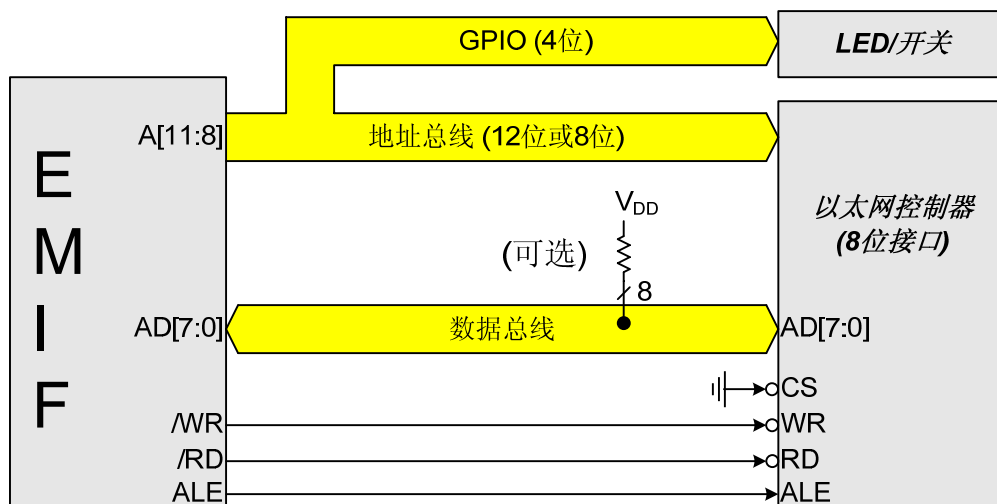 GPIO (4位)
LED/开关
A[11:8]
地址总线 (12位或8位)
E
M
I
F
VDD
(可选)
8
以太网控制器
(8位接口)
AD[7:0]
数据总线
AD[7:0]
CS
/WR
WR
/RD
RD
ALE
ALE